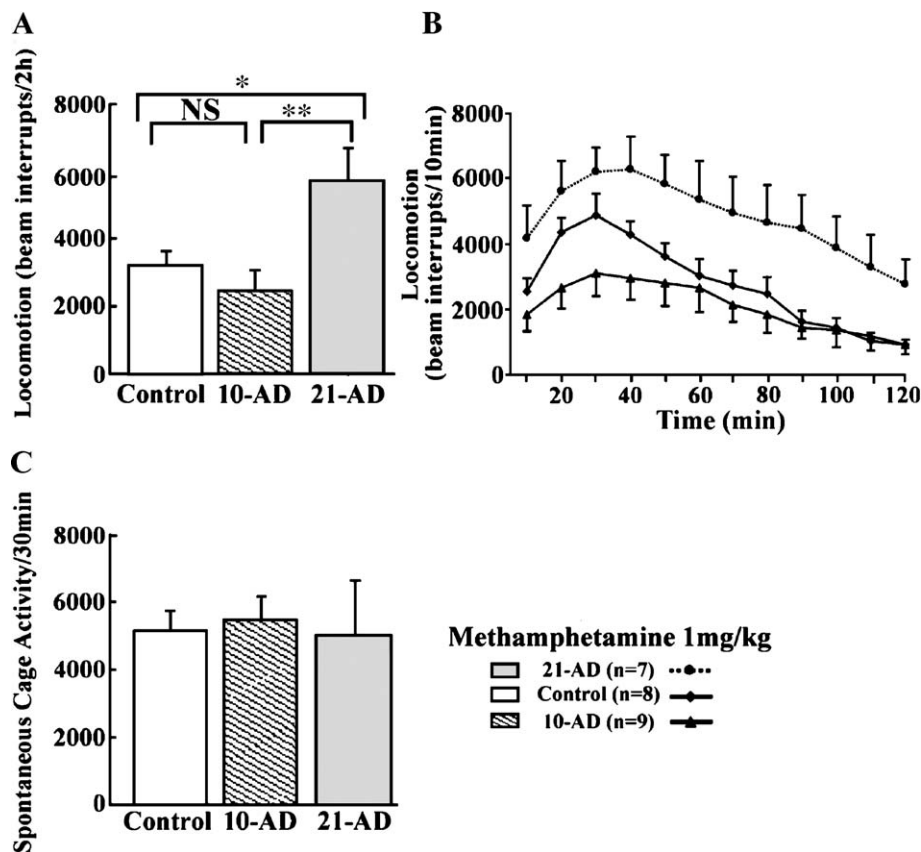 A
Locomotion (beam interrupts/2h)
8000
6000
4000
2000
0
*
NS
**
Control 10-AD 21-AD
B
Locomotion
(beam interrupts/10min)
8000
6000
4000
2000
0
20 40 60 80 100 120
Time (min)
C
Spontaneous Cage Activity/30min
8000
6000
4000
2000
0
Control 10-AD 21-AD
Methamphetamine 1mg/kg
21-AD (n=7)
Control (n=8)
10-AD (n=9)